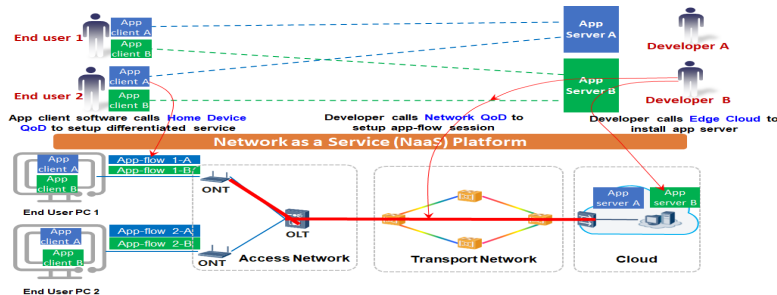 App
client A
End user 1
App
client B
App
Server A
Developer A
App
client A
End user 2
App
client B
App
Server B
Developer B
App client software calls Home Device
QoD to setup differentiated service
Developer calls Network QoD to
setup app-flow session
Developer calls Edge Cloud to
install app server
Network as a Service (NaaS) Platform
App
client A
App
client B
App-flow 1-A
App-flow 1-B
ONT
End User PC 1
App
server A
App
server B
OLT
App
client A
App
client B
App-flow 2-A
App-flow 2-B
ONT
End User PC 2
Access Network
Transport Network
Cloud